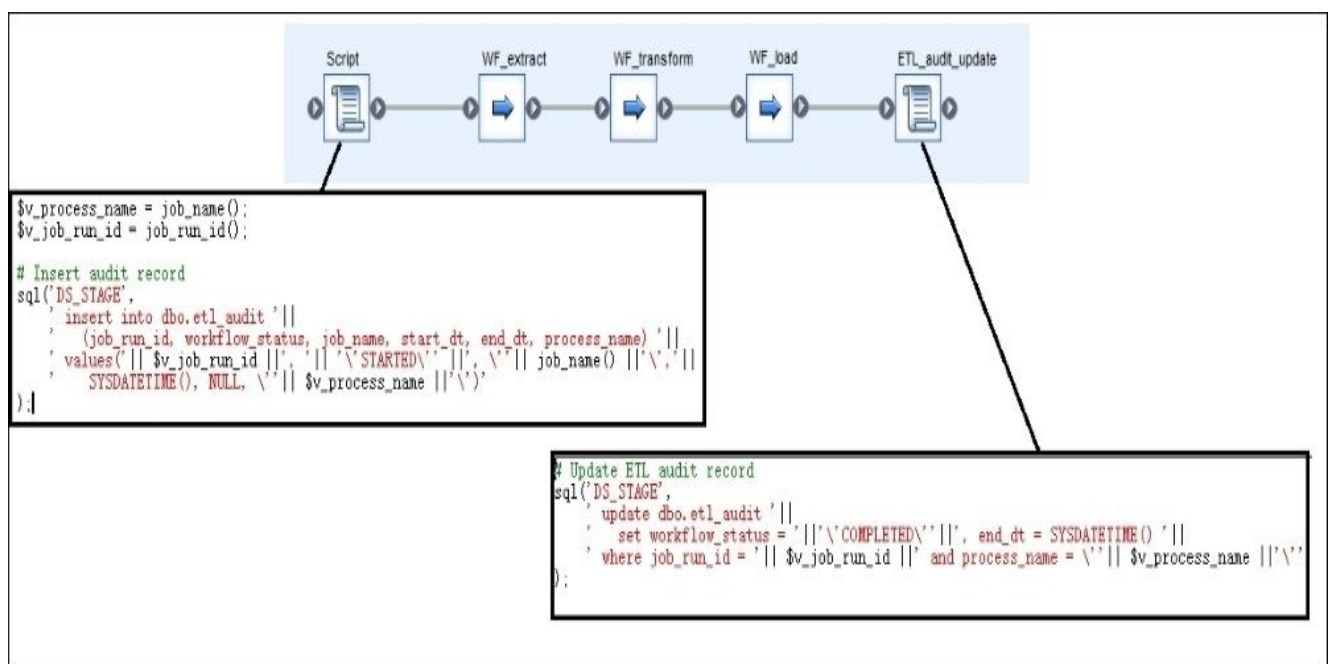 Script WF_extract WF_transform WF_load ETL_audit_update
$v_process_name = job_name();
$v_job_run_id = job_run_id();
# Insert audit record
sql('DS_STAGE',
' insert into dbo.etl_audit '||
' (job_run_id, workflow_status, job_name, start_dt, end_dt, process_name) '||
' values('|| $v_job_run_id ||', '|| '\'STARTED\'' ||', \''|| job_name() ||'\','||
' SYSDATETIME(), NULL, \''|| $v_process_name ||'\')'
);
# Update ETL audit record
sql('DS_STAGE',
' update dbo.etl_audit '||
' set workflow_status = '||'\'COMPLETED\''||', end_dt = SYSDATETIME() '||
' where job_run_id = '|| $v_job_run_id ||' and process_name = \''|| $v_process_name ||'\''
);